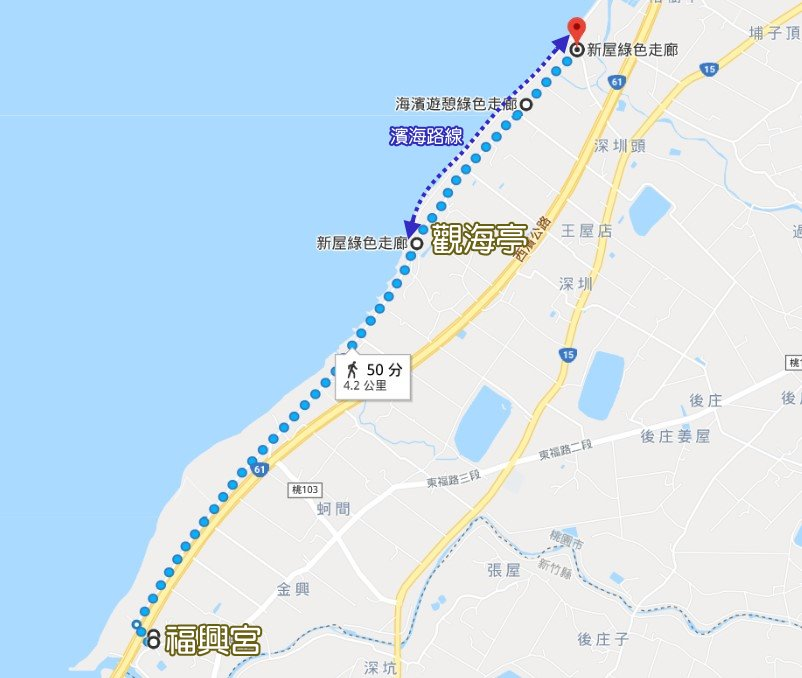 埔子頂
新屋綠色走廊
15
61
海濱遊憩綠色走廊
濱海路線
深圳頭
新屋綠色走廊
觀海亭
西濱公路
王屋店
深圳
15
50 分
4.2 公里
後庄
後庄姜屋
東福路二段
61
東福路三段
桃103
蚵間
桃園市
新竹縣
張屋
金興
福興宮
後庄子
深坑